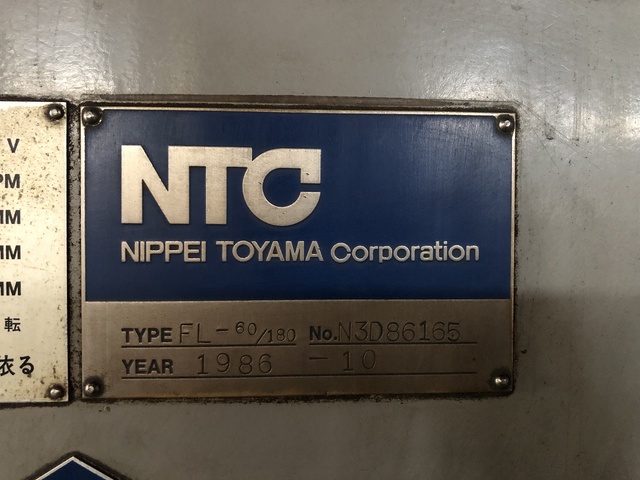 V
PM
MM
MM
MM
転
依る
NTC
NIPPEI TOYAMA Corporation
TYPE FL-60/180 No. N3D86165
YEAR 1986 - 10